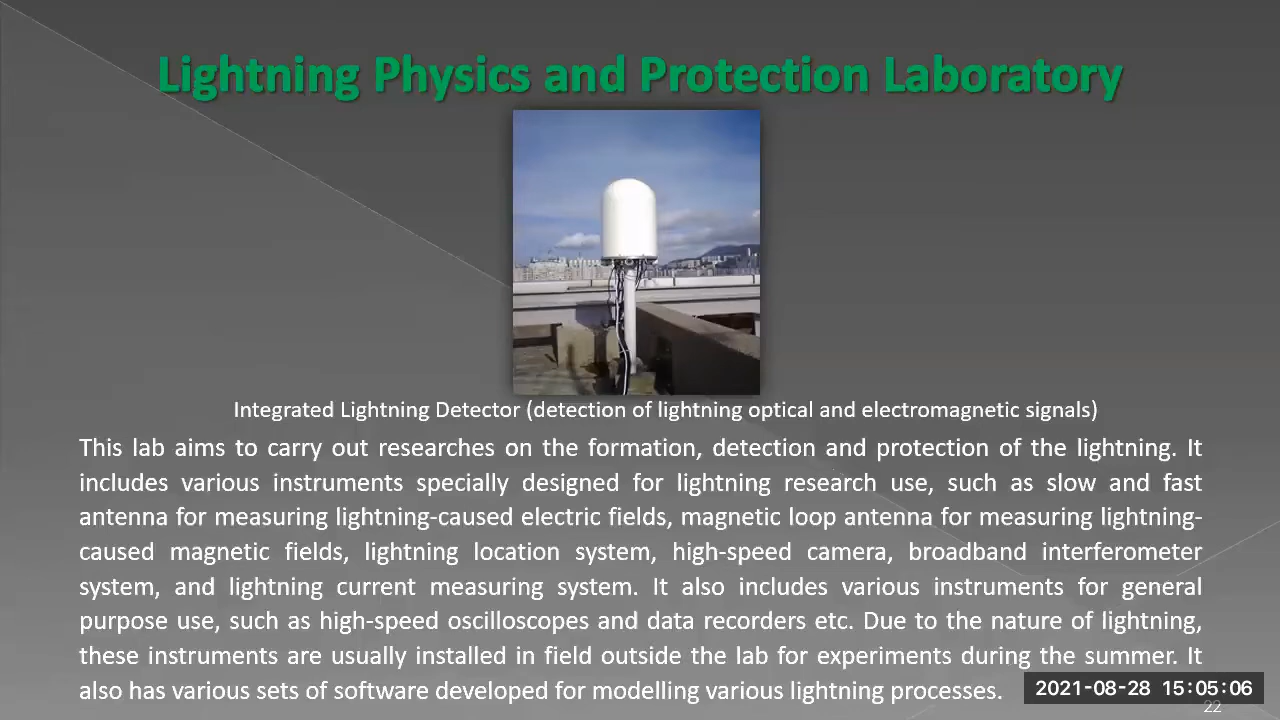 Lightning Physics and Protection Laboratory
Integrated Lightning Detector (detection of lightning optical and electromagnetic signals)
This lab aims to carry out researches on the formation, detection and protection of the lightning. It
includes various instruments specially designed for lightning research use, such as slow and fast
antenna for measuring lightning-caused electric fields, magnetic loop antenna for measuring lightning-
caused magnetic fields, lightning location system, high-speed camera, broadband interferometer
system, and lightning current measuring system. It also includes various instruments for general
purpose use, such as high-speed oscilloscopes and data recorders etc. Due to the nature of lightning,
these instruments are usually installed in field outside the lab for experiments during the summer. It
also has various sets of software developed for modelling various lightning processes.
2021-08-28 15:05:06
22